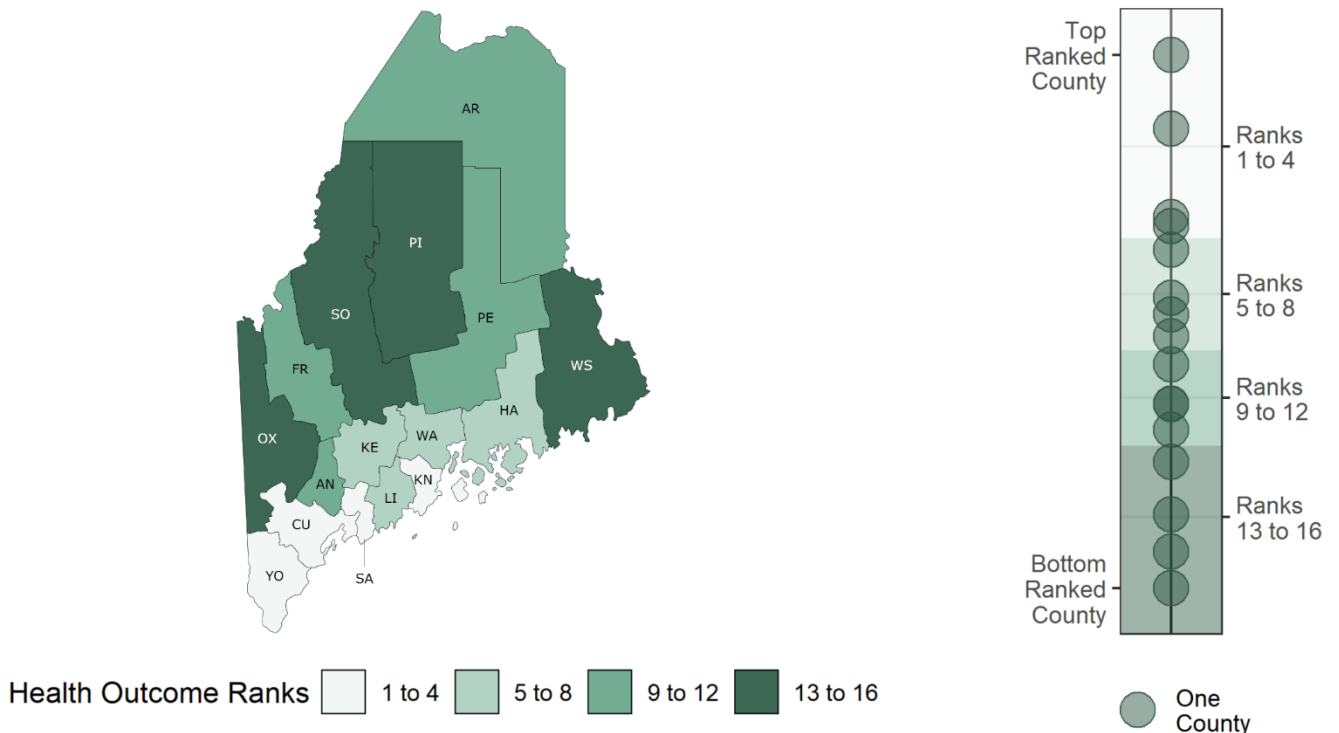 AR
PI
SO
PE
WS
FR
HA
OX
KE
WA
AN
LI
KN
CU
YO
SA
Health Outcome Ranks
1 to 4
5 to 8
9 to 12
13 to 16
Top
Ranked
County
Ranks
1 to 4
Ranks
5 to 8
Ranks
9 to 12
Ranks
13 to 16
Bottom
Ranked
County
One
County